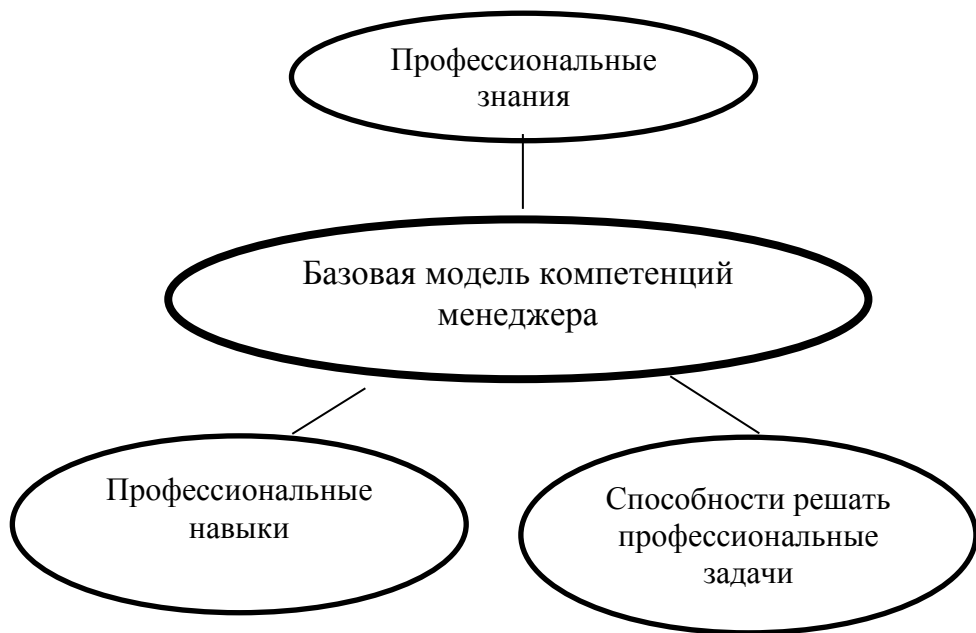 Профессиональные
знания
Базовая модель компетенций
менеджера
Профессиональные
навыки
Способности решать
профессиональные
задачи